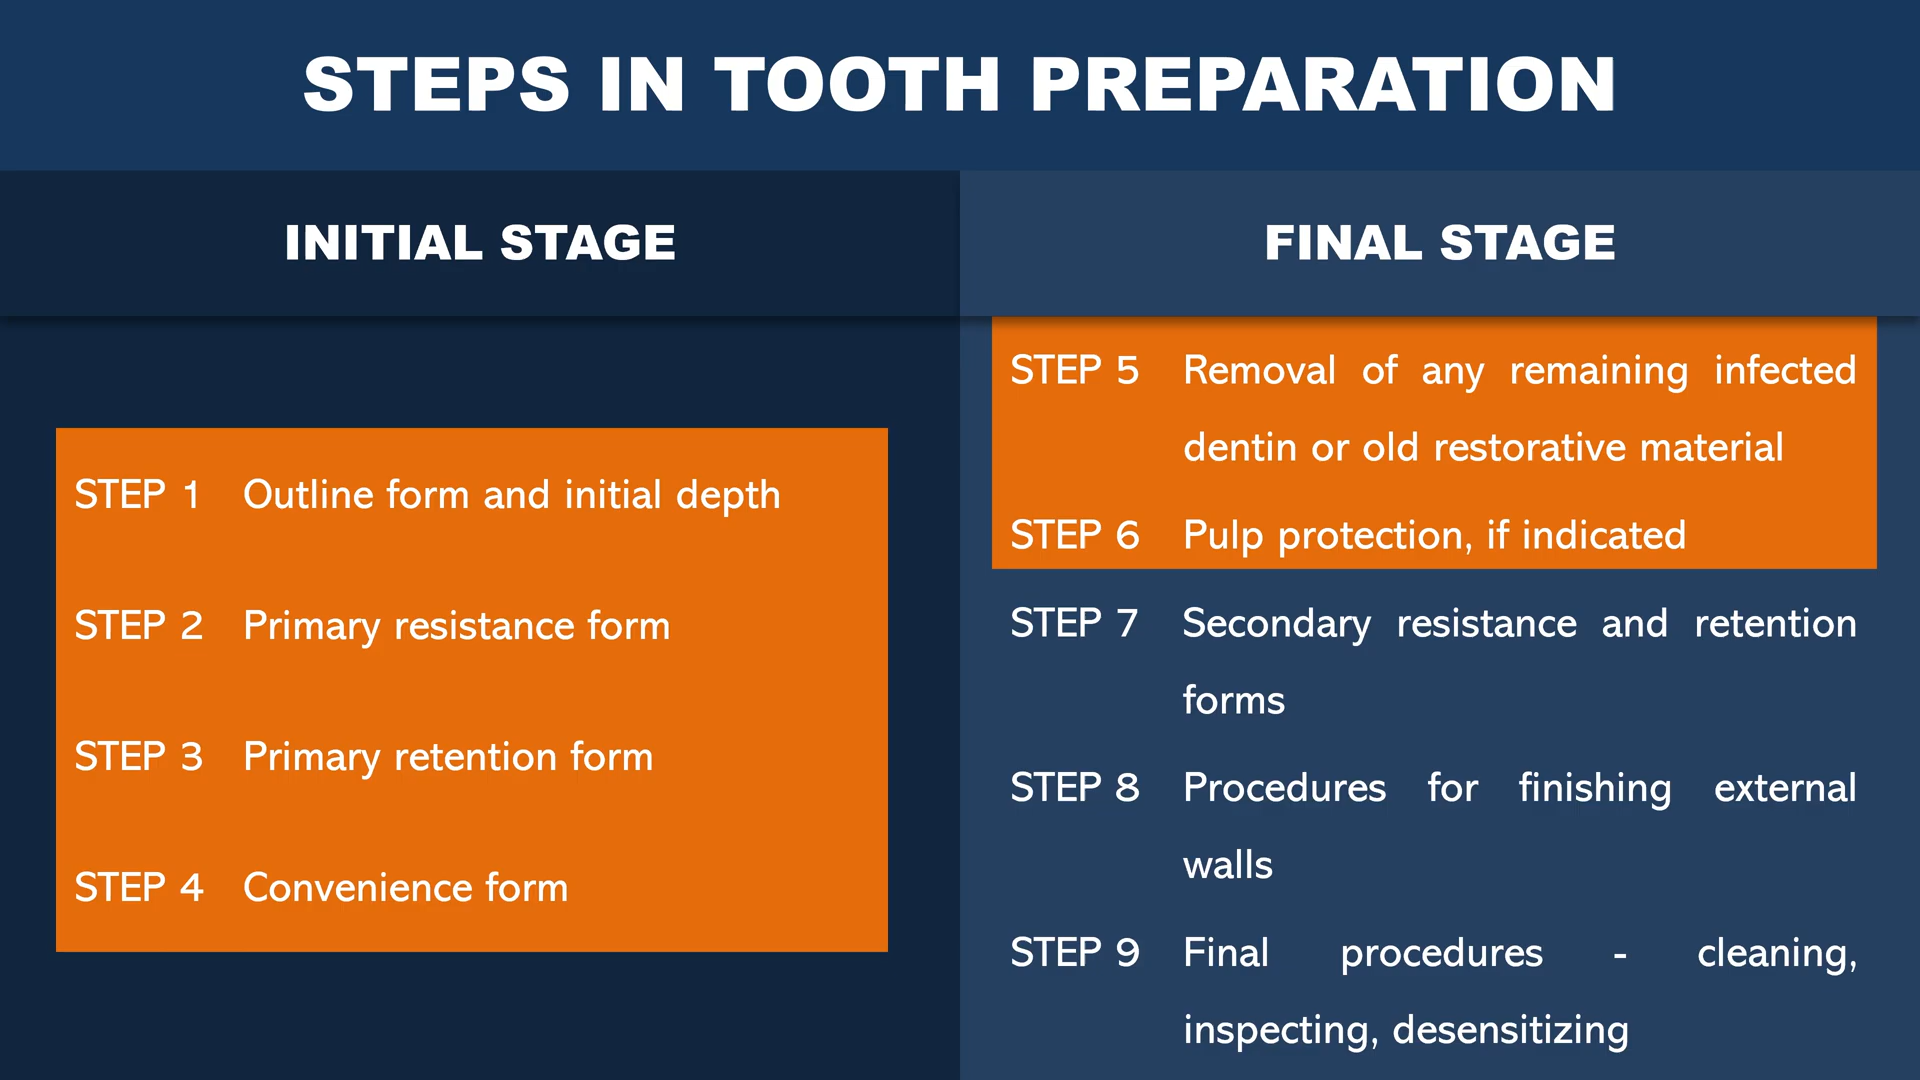 STEPS IN TOOTH PREPARATION
INITIAL STAGE
STEP 1 Outline form and initial depth
STEP 2 Primary resistance form
STEP 3 Primary retention form
STEP 4 Convenience form
FINAL STAGE
STEP 5 Removal of any remaining infected
dentin or old restorative material
STEP 6 Pulp protection, if indicated
STEP 7 Secondary resistance and retention
forms
STEP 8 Procedures for finishing external
walls
STEP 9 Final procedures - cleaning,
inspecting, desensitizing